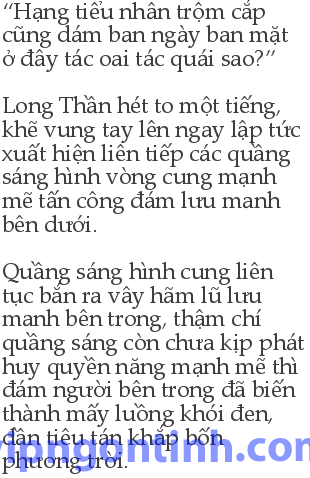 “Hạng tiểu nhân trộm cắp
cũng dám ban ngày ban mặt
ở đây tác oai tác quái sao?”
Long Thần hét to một tiếng,
khẽ vung tay lên ngay lập tức
xuất hiện liên tiếp các quầng
sáng hình vòng cung mạnh
mẽ tấn công đám lưu manh
bên dưới.
Quầng sáng hình cung liên
tục bắn ra vây hãm lũ lưu
manh bên trong, thậm chí
quầng sáng còn chưa kịp phát
huy quyền năng mạnh mẽ thì
đám người bên trong đã biến
thành mấy luồng khói đen,
dần tiêu tán khắp bốn
phương trời.
vipngontinh.com